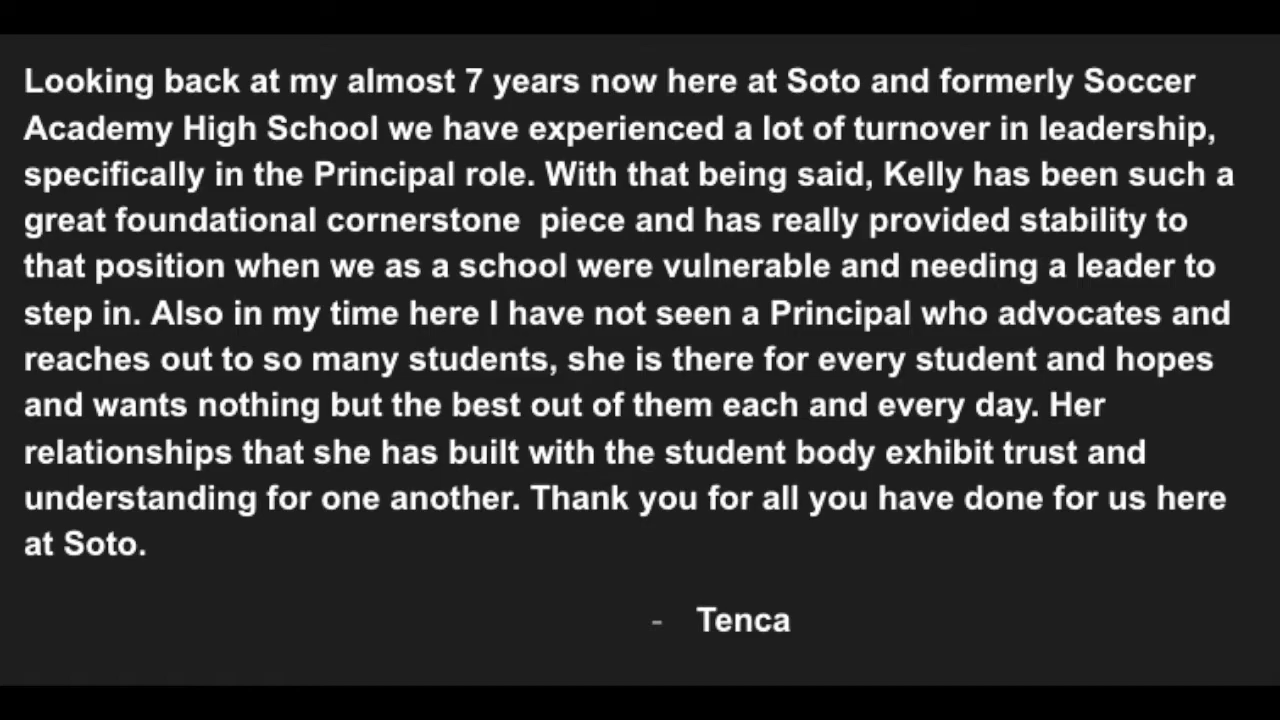 Looking back at my almost 7 years now here at Soto and formerly Soccer
Academy High School we have experienced a lot of turnover in leadership,
specifically in the Principal role. With that being said, Kelly has been such a
great foundational cornerstone  piece and has really provided stability to
that position when we as a school were vulnerable and needing a leader to
step in. Also in my time here I have not seen a Principal who advocates and
reaches out to so many students, she is there for every student and hopes
and wants nothing but the best out of them each and every day. Her
relationships that she has built with the student body exhibit trust and
understanding for one another. Thank you for all you have done for us here
at Soto.
- Tenca